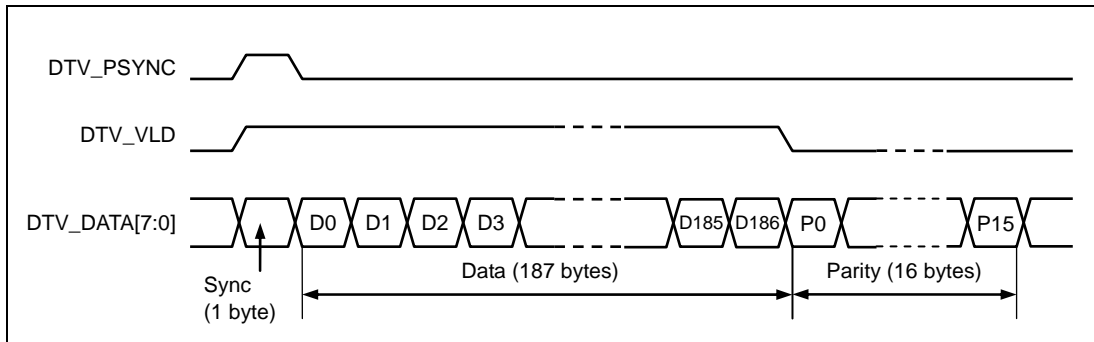 DTV_PSYNC
DTV_VLD
DTV_DATA[7:0]
D0 D1 D2 D3 D185 D186 P0 P15
Sync
(1 byte)
Data (187 bytes)
Parity (16 bytes)